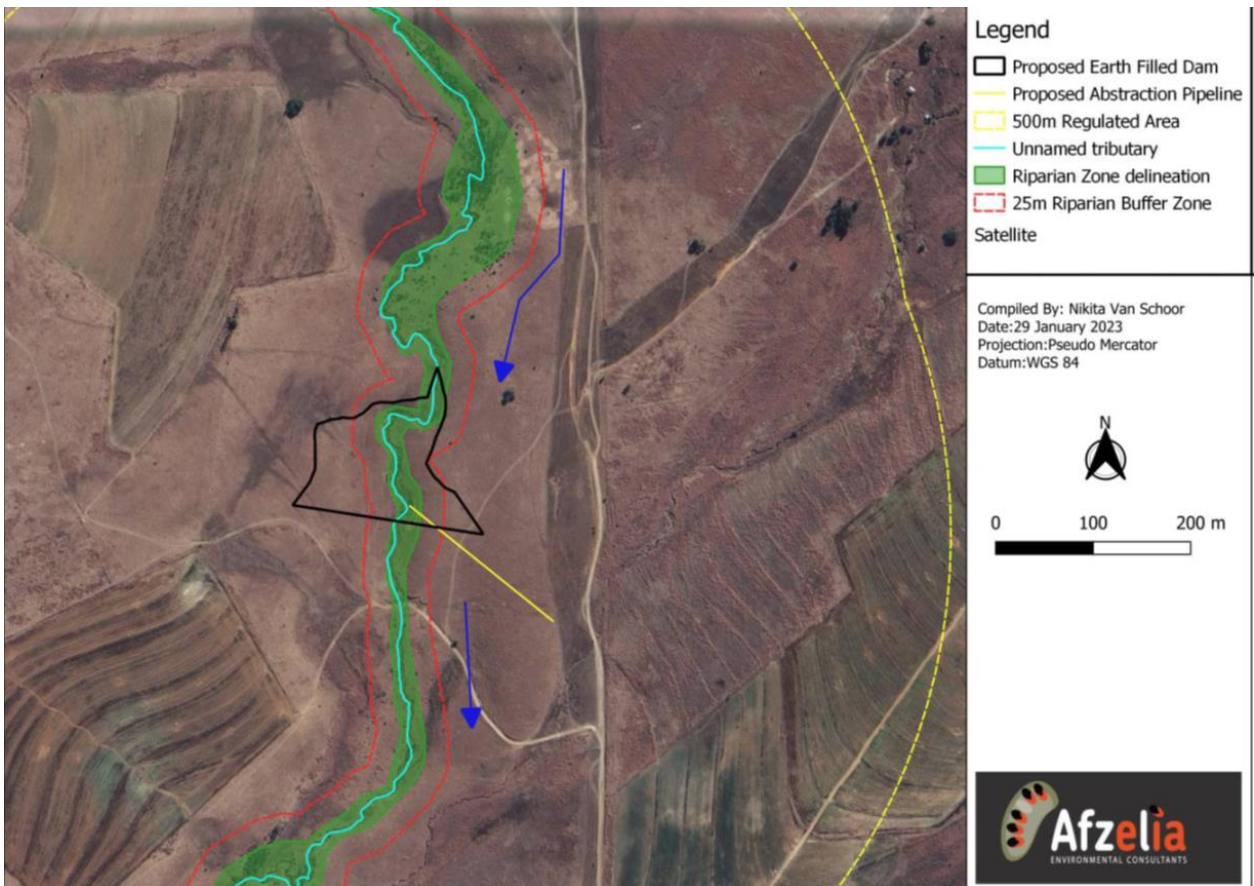 Legend
Proposed Earth Filled Dam
Proposed Abstraction Pipeline
500m Regulated Area
Unnamed tributary
Riparian Zone delineation
25m Riparian Buffer Zone
Satellite
Compiled By: Nikita Van Schoor
Date:29 January 2023
Projection:Pseudo Mercator
Datum:WGS 84
N
0 100 200 m
Afzelia
ENVIRONMENTAL CONSULTANTS